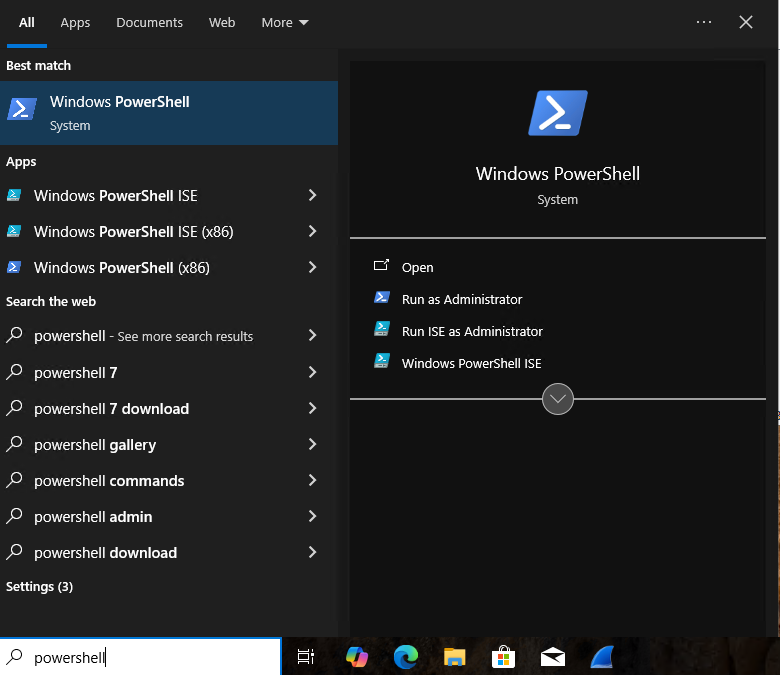 All Apps Documents Web More
Best match
Windows PowerShell
System
Apps
Windows PowerShell ISE
Windows PowerShell ISE (x86)
Windows PowerShell (x86)
Search the web
powershell - See more search results
powershell 7
powershell 7 download
powershell gallery
powershell commands
powershell admin
powershell download
Settings (3)
Windows PowerShell
System
Open
Run as Administrator
Run ISE as Administrator
Windows PowerShell ISE
powershell